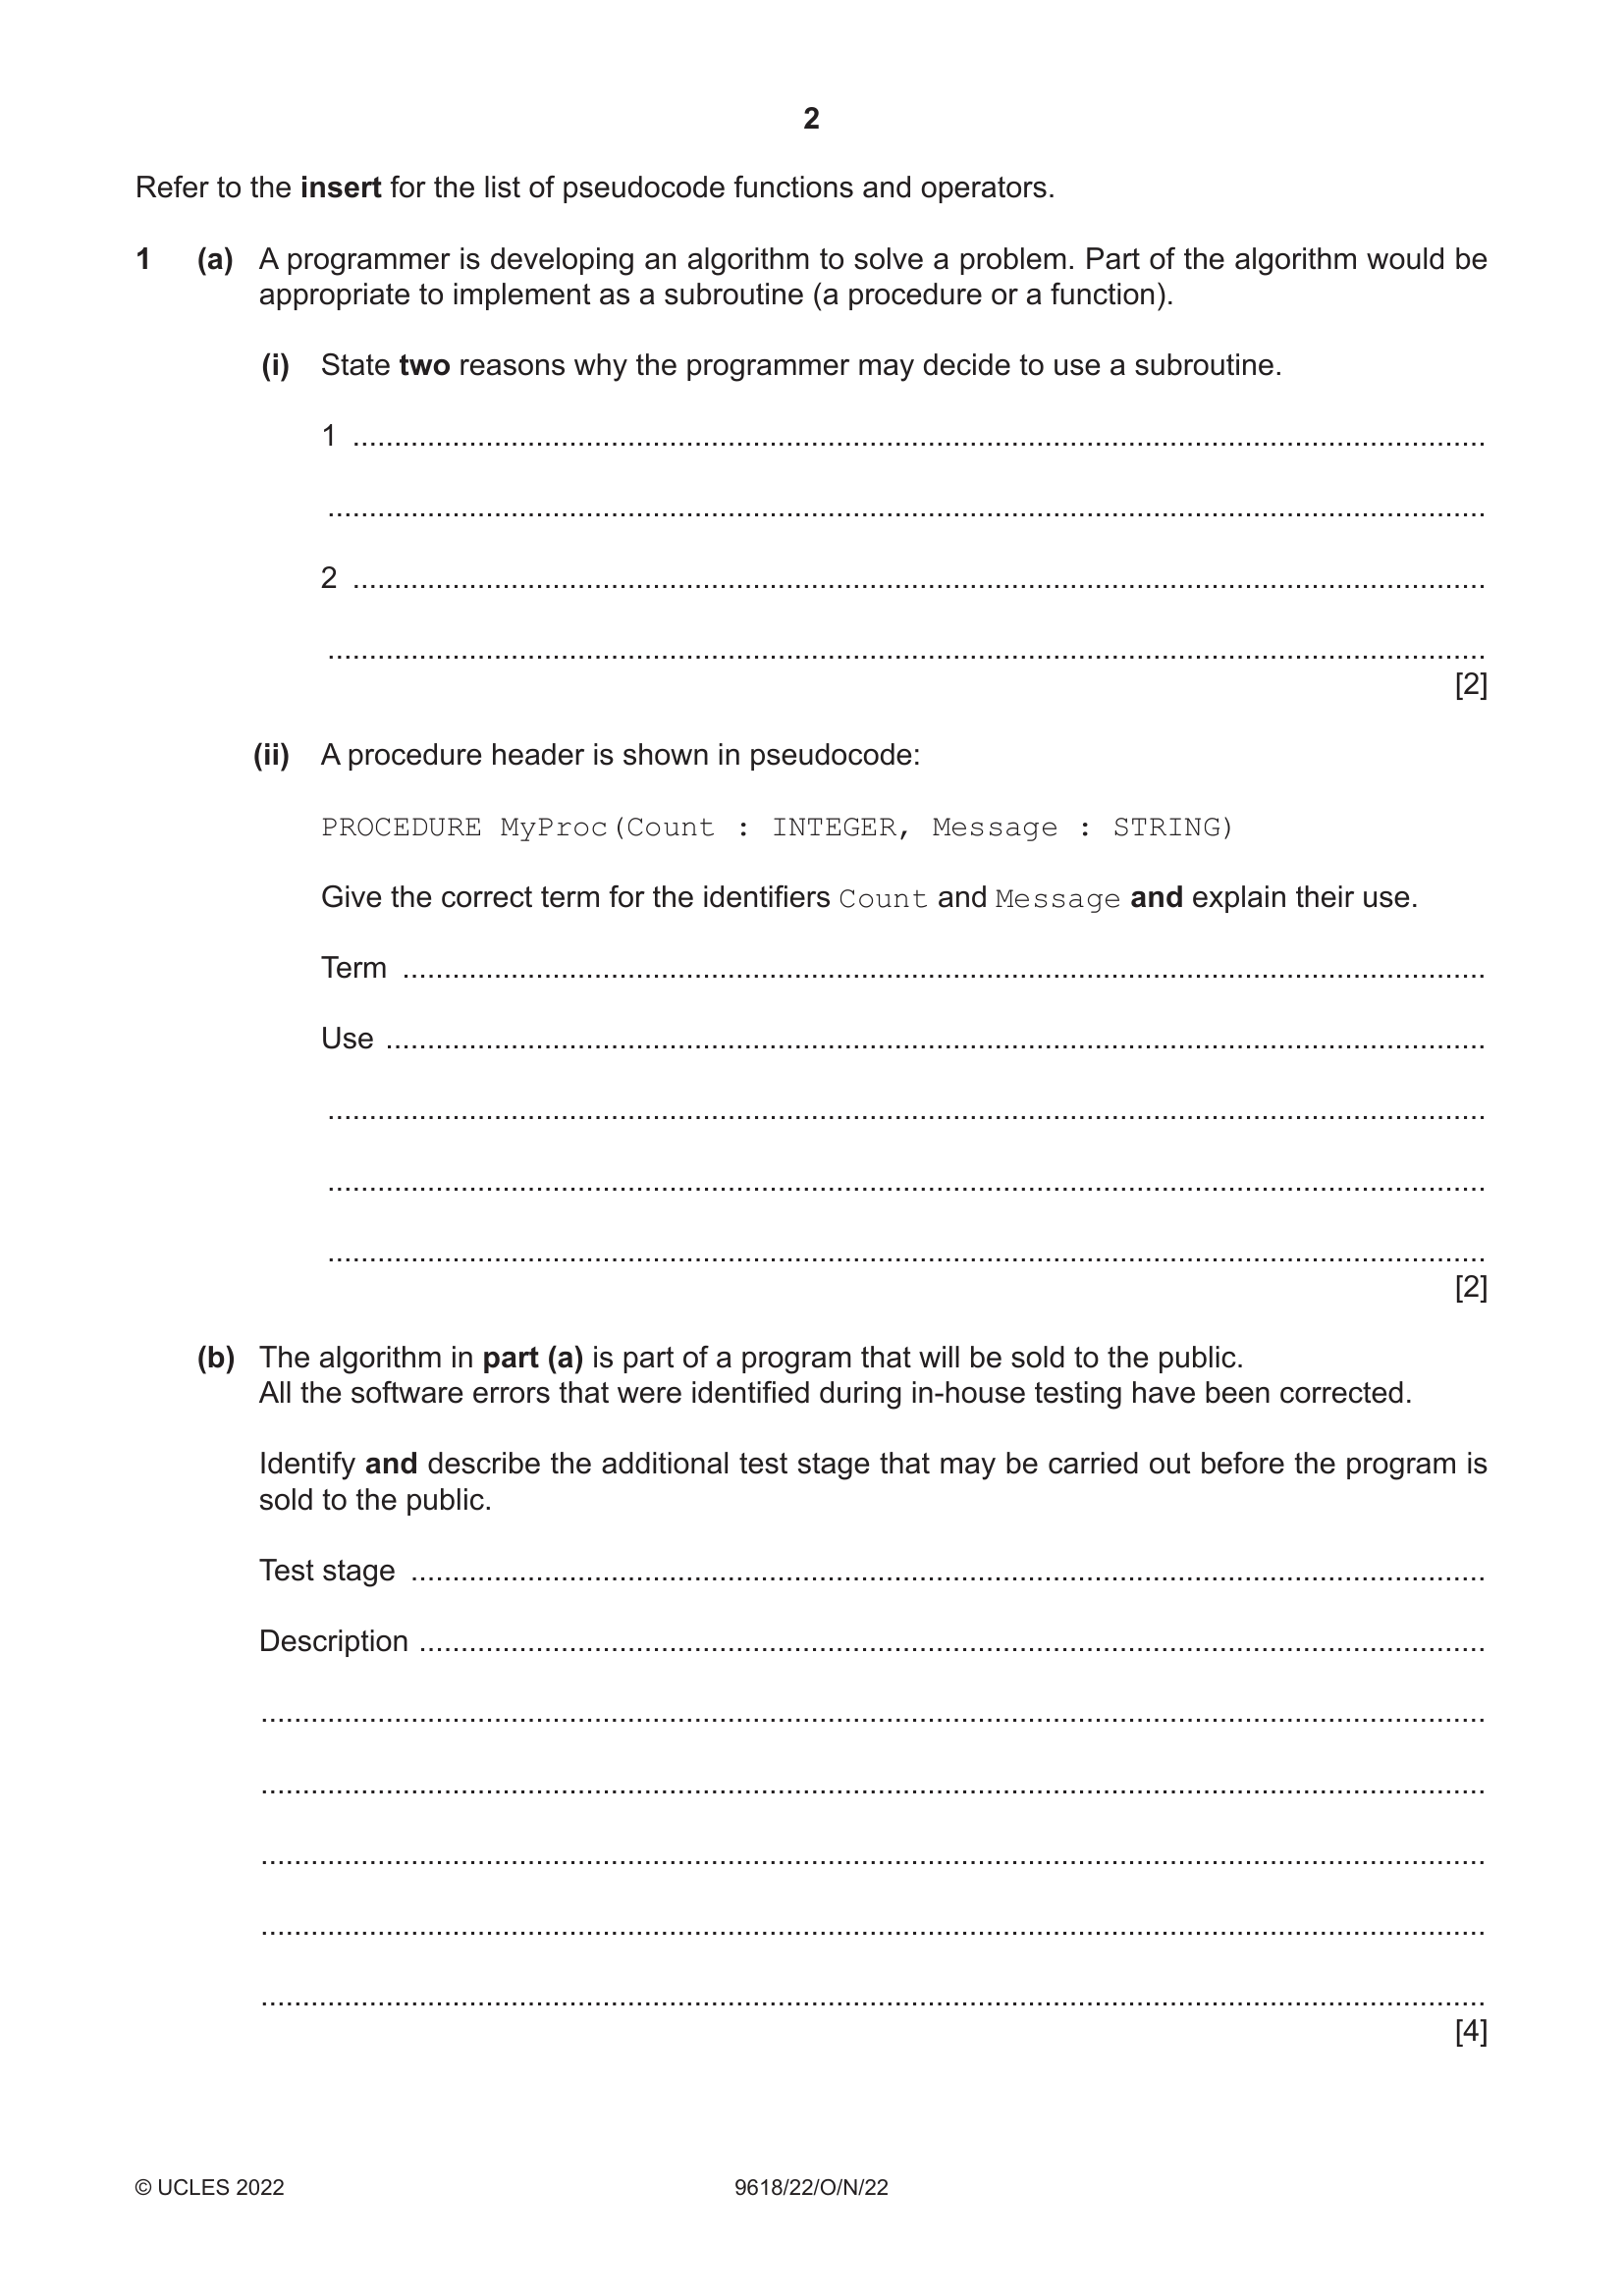 2
Refer to the insert for the list of pseudocode functions and operators.
1 (a) A programmer is developing an algorithm to solve a problem. Part of the algorithm would be
appropriate to implement as a subroutine (a procedure or a function).
(i) State two reasons why the programmer may decide to use a subroutine.
1 ..........
..........
2 ..........
..........
[2]
(ii) A procedure header is shown in pseudocode:
PROCEDURE MyProc(Count : INTEGER, Message : STRING)
Give the correct term for the identifiers Count and Message and explain their use.
Term ..........
Use ..........
..........
..........
..........
[2]
(b) The algorithm in part (a) is part of a program that will be sold to the public.
All the software errors that were identified during in-house testing have been corrected.
Identify and describe the additional test stage that may be carried out before the program is
sold to the public.
Test stage ..........
Description ..........
..........
..........
..........
..........
..........
[4]
© UCLES 2022 9618/22/O/N/22